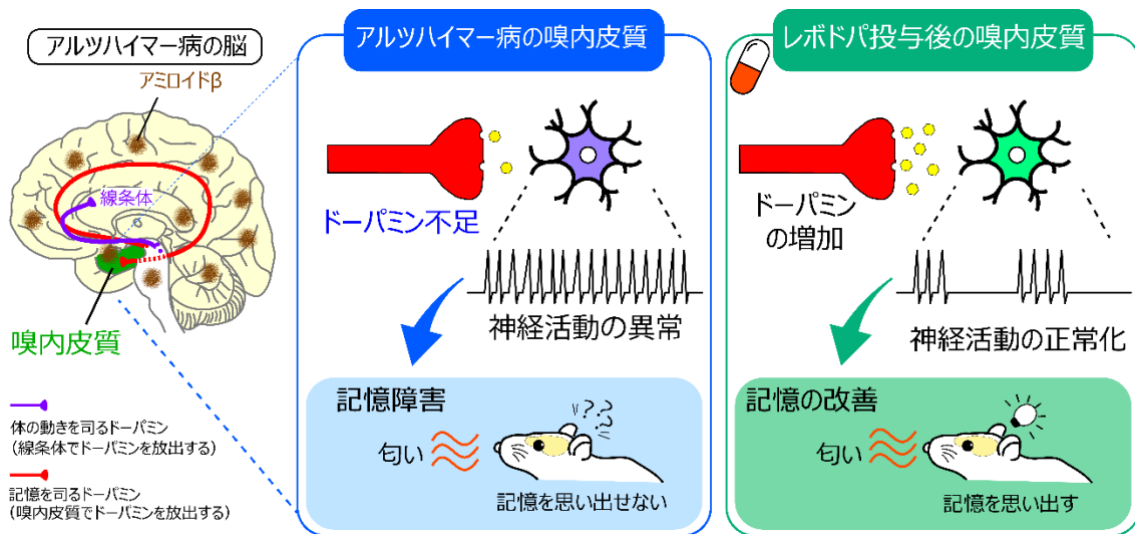 アルツハイマー病の脳
アミロイドβ
線条体
嗅内皮質
体の動きを司るドーパミン
(線条体でドーパミンを放出する)
記憶を司るドーパミン
(嗅内皮質でドーパミンを放出する)
アルツハイマー病の嗅内皮質
ドーパミン不足
神経活動の異常
記憶障害
???
匂い
記憶を思い出せない
レボドパ投与後の嗅内皮質
ドーパミン
の増加
神経活動の正常化
記憶の改善
匂い
記憶を思い出す